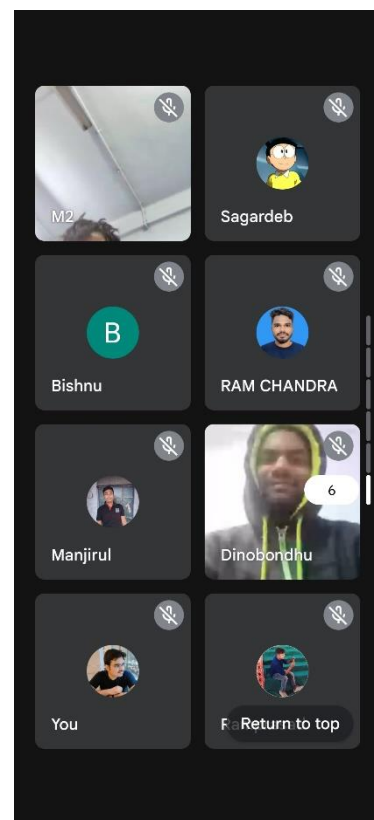 M2
Sagardeb
B
Bishnu
RAM CHANDRA
Manjirul
6
Dinobondhu
You
Return to top